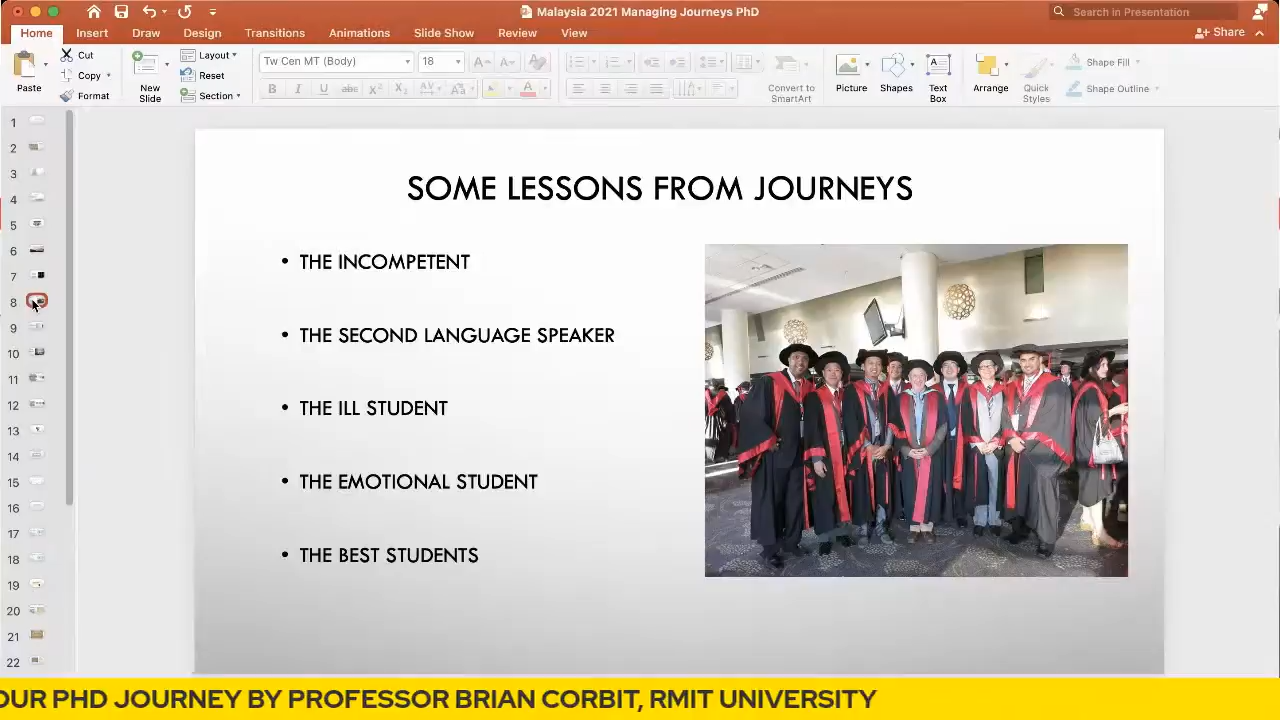 Malaysia 2021 Managing Journeys PhD
Search in Presentation
Home Insert Draw Design Transitions Animations Slide Show Review View
Share
Paste
Cut
Copy
Format
New Slide
Layout
Reset
Section
Tw Cen MT (Body)
18
B I U abc X² X₂ AV Aa
Convert to SmartArt
Picture
Shapes
Text Box
Arrange
Quick Styles
Shape Fill
Shape Outline
1
2
3
4
5
6
7
8
9
10
11
12
13
14
15
16
17
18
19
20
21
22
SOME LESSONS FROM JOURNEYS
• THE INCOMPETENT
• THE SECOND LANGUAGE SPEAKER
• THE ILL STUDENT
• THE EMOTIONAL STUDENT
• THE BEST STUDENTS
OUR PHD JOURNEY BY PROFESSOR BRIAN CORBIT, RMIT UNIVERSITY